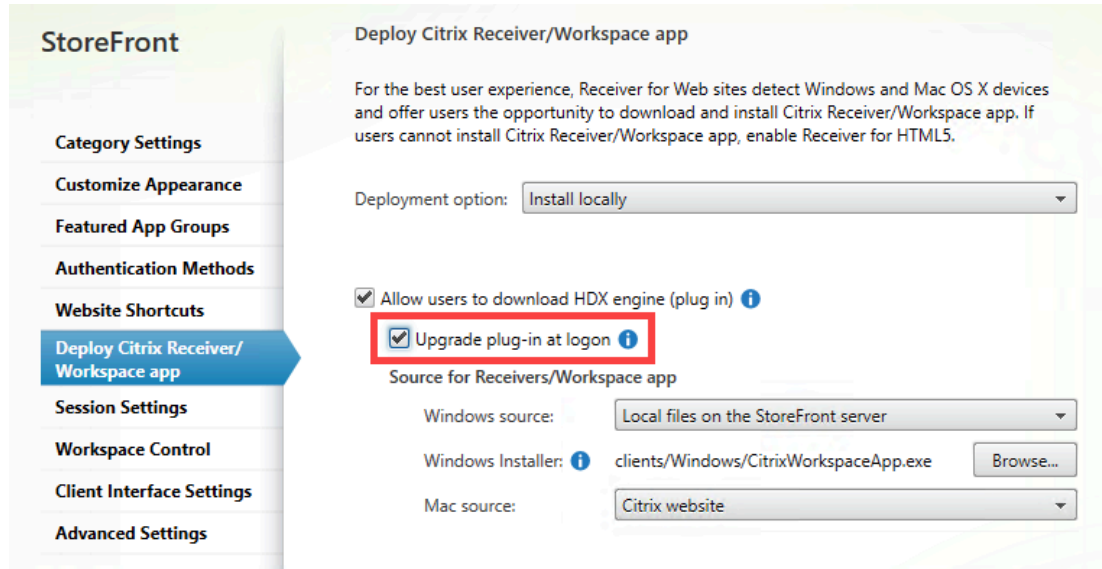 StoreFront
Category Settings
Customize Appearance
Featured App Groups
Authentication Methods
Website Shortcuts
Deploy Citrix Receiver/
Workspace app
Session Settings
Workspace Control
Client Interface Settings
Advanced Settings
Deploy Citrix Receiver/Workspace app
For the best user experience, Receiver for Web sites detect Windows and Mac OS X devices
and offer users the opportunity to download and install Citrix Receiver/Workspace app. If
users cannot install Citrix Receiver/Workspace app, enable Receiver for HTML5.
Deployment option: Install locally
Allow users to download HDX engine (plug in)
Upgrade plug-in at logon
Source for Receivers/Workspace app
Windows source: Local files on the StoreFront server
Windows Installer: clients/Windows/CitrixWorkspaceApp.exe Browse...
Mac source: Citrix website